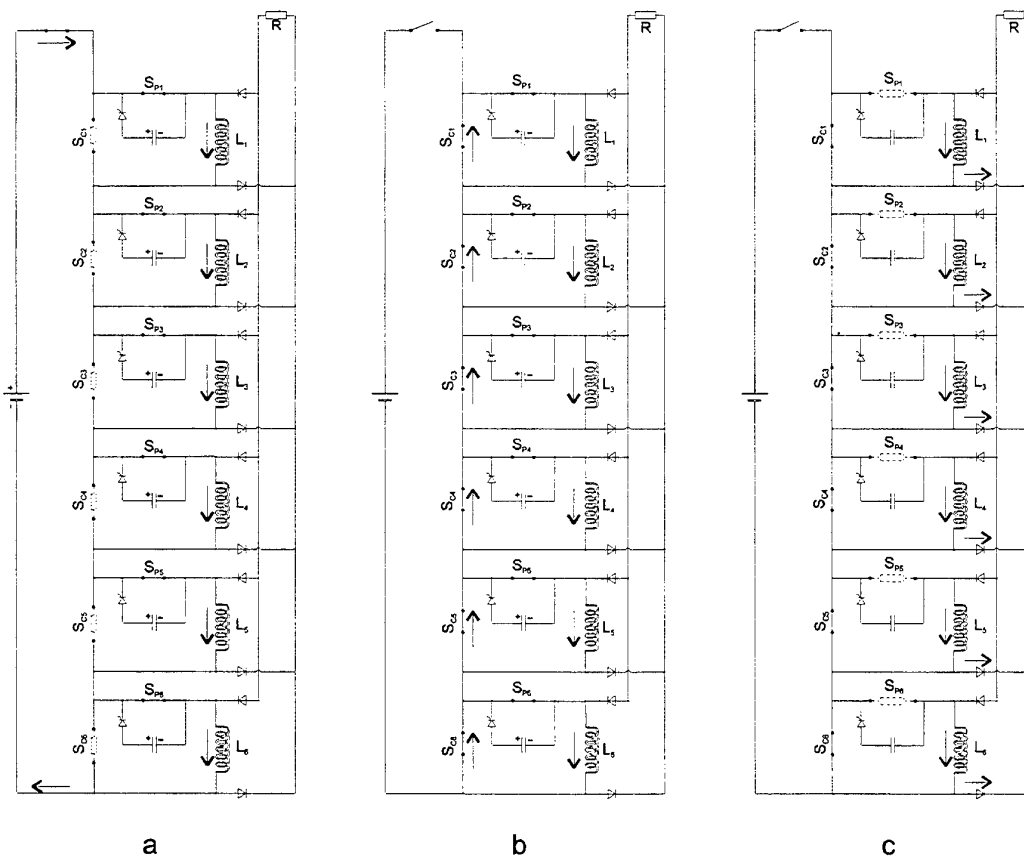 R
S_P1
S_C1
+ -
L_1
S_P2
S_C2
+ -
L_2
S_P3
S_C3
+ -
L_3
+
-
S_P4
S_C4
+ -
L_4
S_P5
S_C5
+ -
L_5
S_P6
S_C6
+ -
L_6
a
R
S_P1
S_C1
+ -
L_1
S_P2
S_C2
+ -
L_2
S_P3
S_C3
+ -
L_3
S_P4
S_C4
+ -
L_4
S_P5
S_C5
+ -
L_5
S_P6
S_C6
+ -
L_6
b
R
S_P1
S_C1
L_1
S_P2
S_C2
L_2
S_P3
S_C3
L_3
S_P4
S_C4
L_4
S_P5
S_C5
L_5
S_P6
S_C6
L_6
c